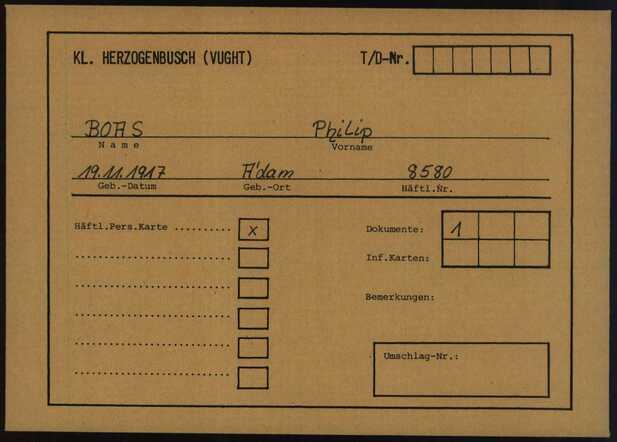 KL. HERZOGENBUSCH (VUGHT) T/D-Nr.
BOAS Philip
Name Vorname
19.11.1917 A'dam 8580
Geb.-Datum Geb.-Ort Häftl.Nr.
Häftl.Pers.Karte .......... x Dokumente: 1
Inf.Karten:
Bemerkungen:
Umschlag-Nr.: